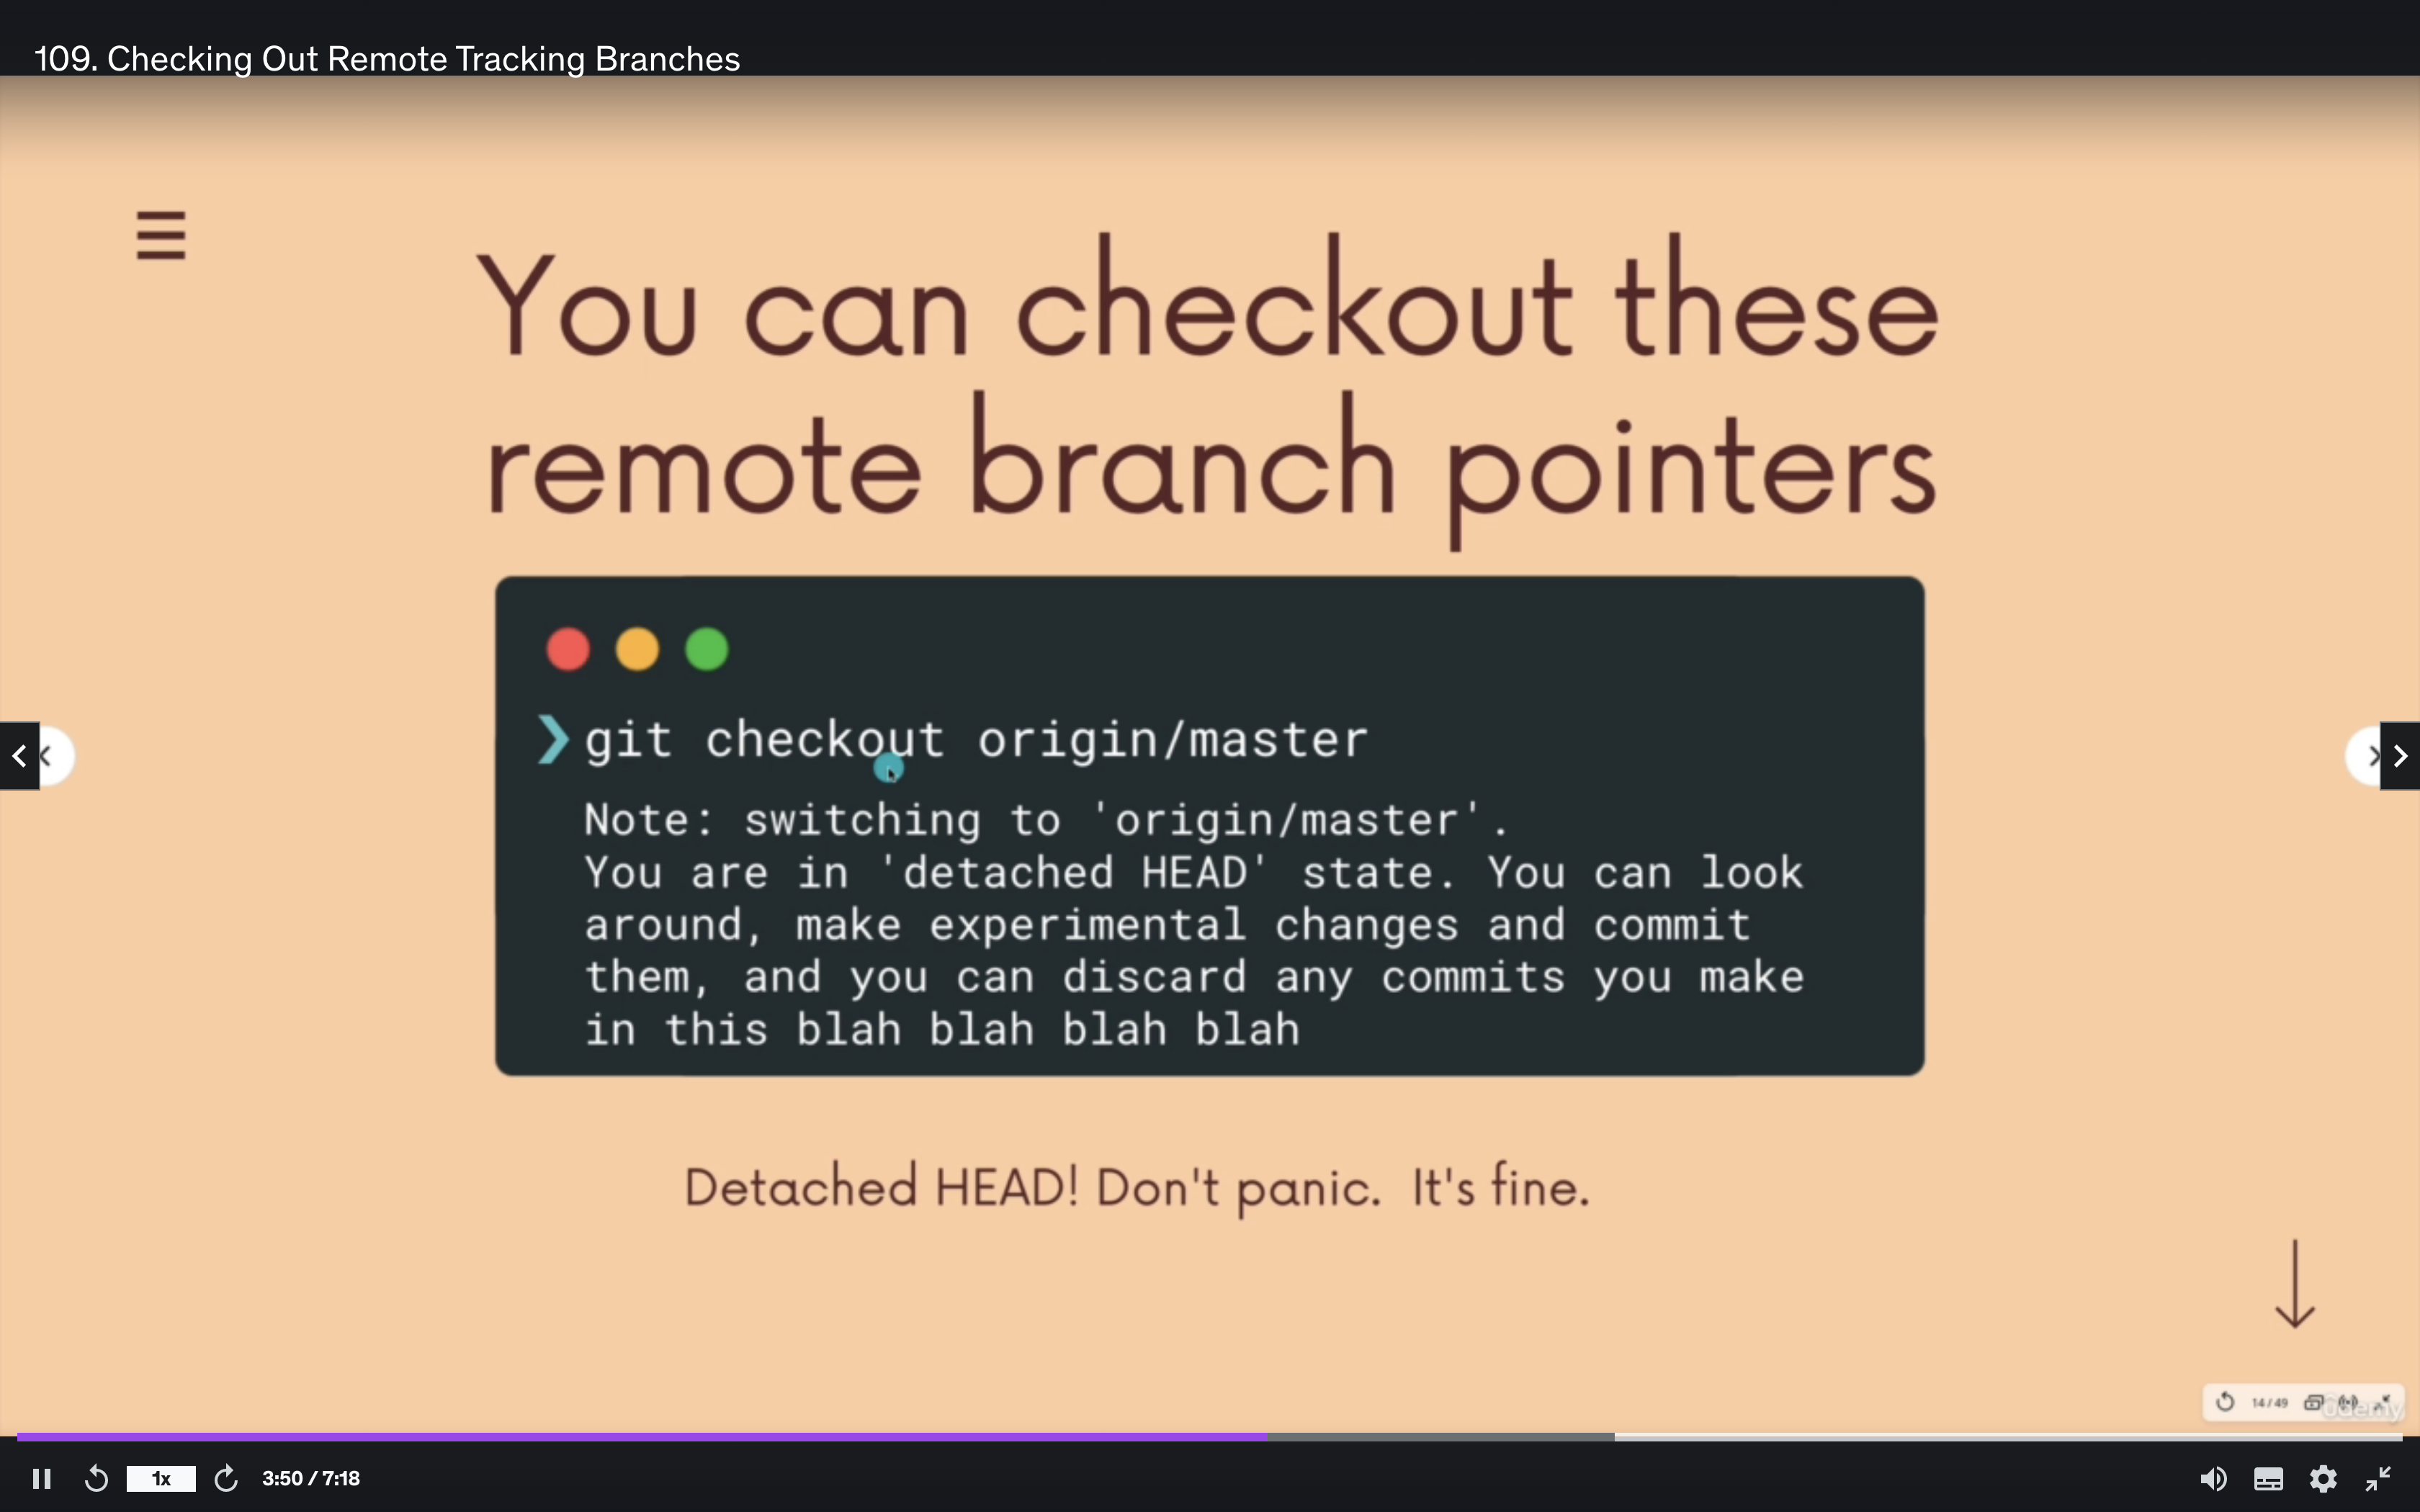 109. Checking Out Remote Tracking Branches
You can checkout these
remote branch pointers
❯ git checkout origin/master
Note: switching to 'origin/master'.
You are in 'detached HEAD' state. You can look
around, make experimental changes and commit
them, and you can discard any commits you make
in this blah blah blah blah
Detached HEAD! Don't panic. It's fine.
14 / 49
Udemy
1x
3:50 / 7:18